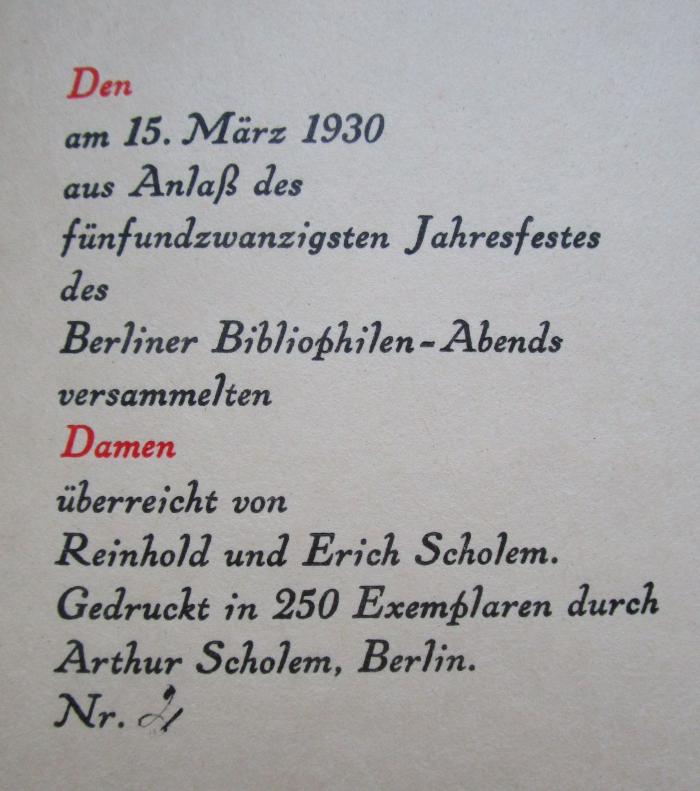 Den
am 15. März 1930
aus Anlaß des
fünfundzwanzigsten Jahresfestes
des
Berliner Bibliophilen-Abends
versammelten
Damen
überreicht von
Reinhold und Erich Scholem.
Gedruckt in 250 Exemplaren durch
Arthur Scholem, Berlin.
Nr. 21